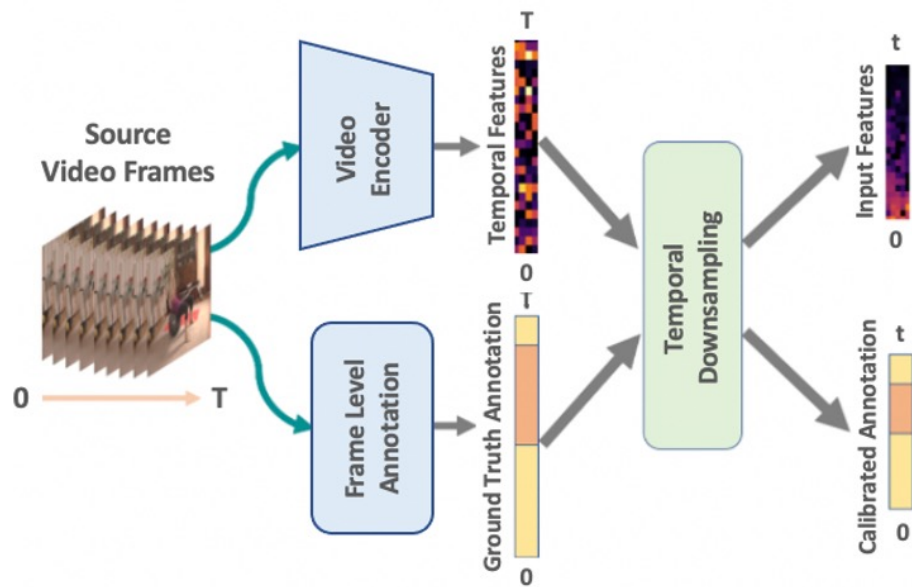 Source
Video Frames
0
T
Video
Encoder
Frame Level
Annotation
T
Temporal Features
0
T
Ground Truth Annotation
0
Temporal
Downsampling
t
Input Features
0
t
Calibrated Annotation
0